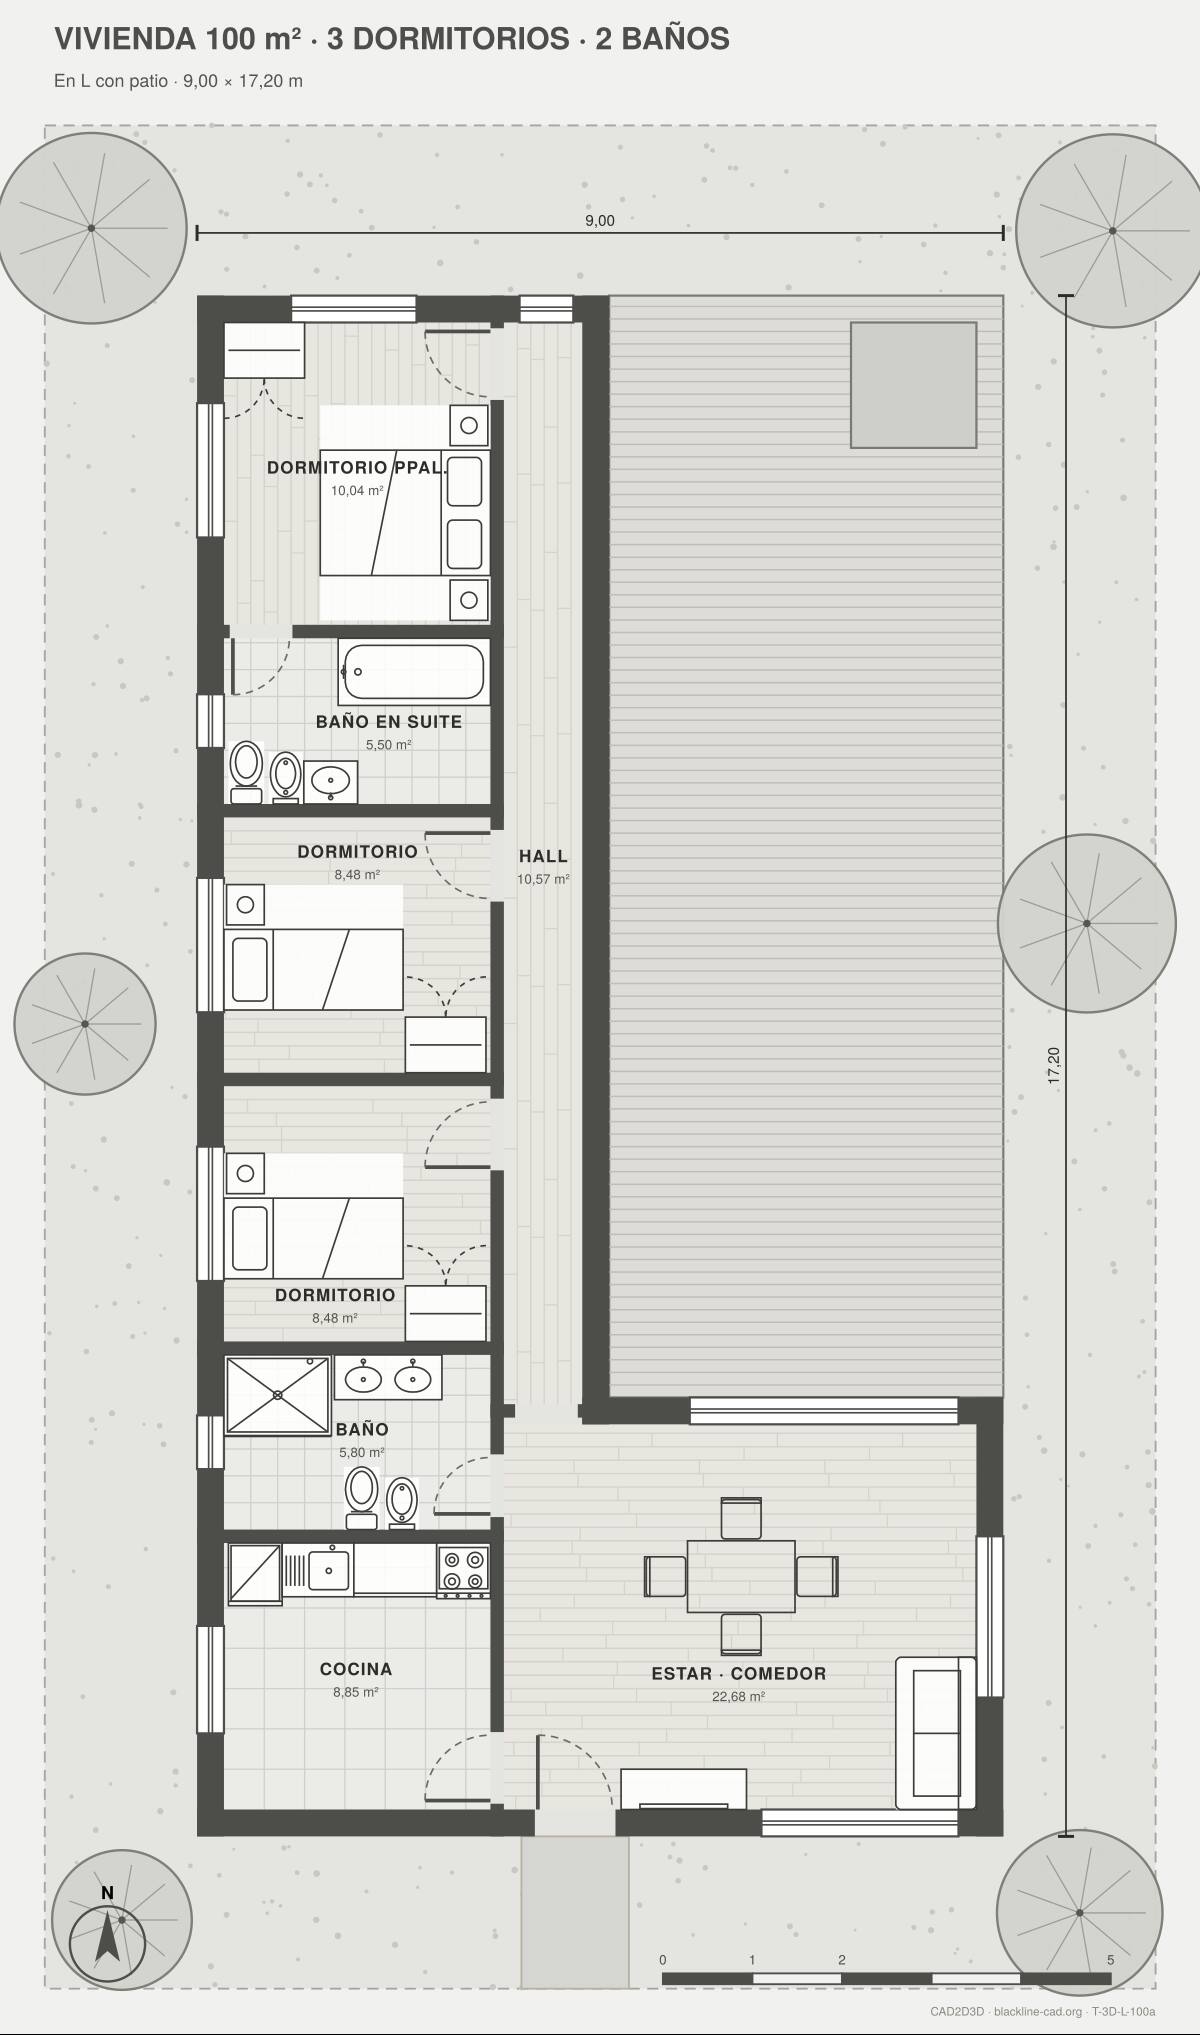 VIVIENDA 100 m² · 3 DORMITORIOS · 2 BAÑOS
En L con patio · 9,00 × 17,20 m
9,00
DORMITORIO PPAL.
10,04 m²
BAÑO EN SUITE
5,50 m²
DORMITORIO
8,48 m²
HALL
10,57 m²
17,20
DORMITORIO
8,48 m²
BAÑO
5,80 m²
COCINA
8,85 m²
ESTAR · COMEDOR
22,68 m²
N
0 1 2 5
CAD2D3D · blackline-cad.org · T-3D-L-100a